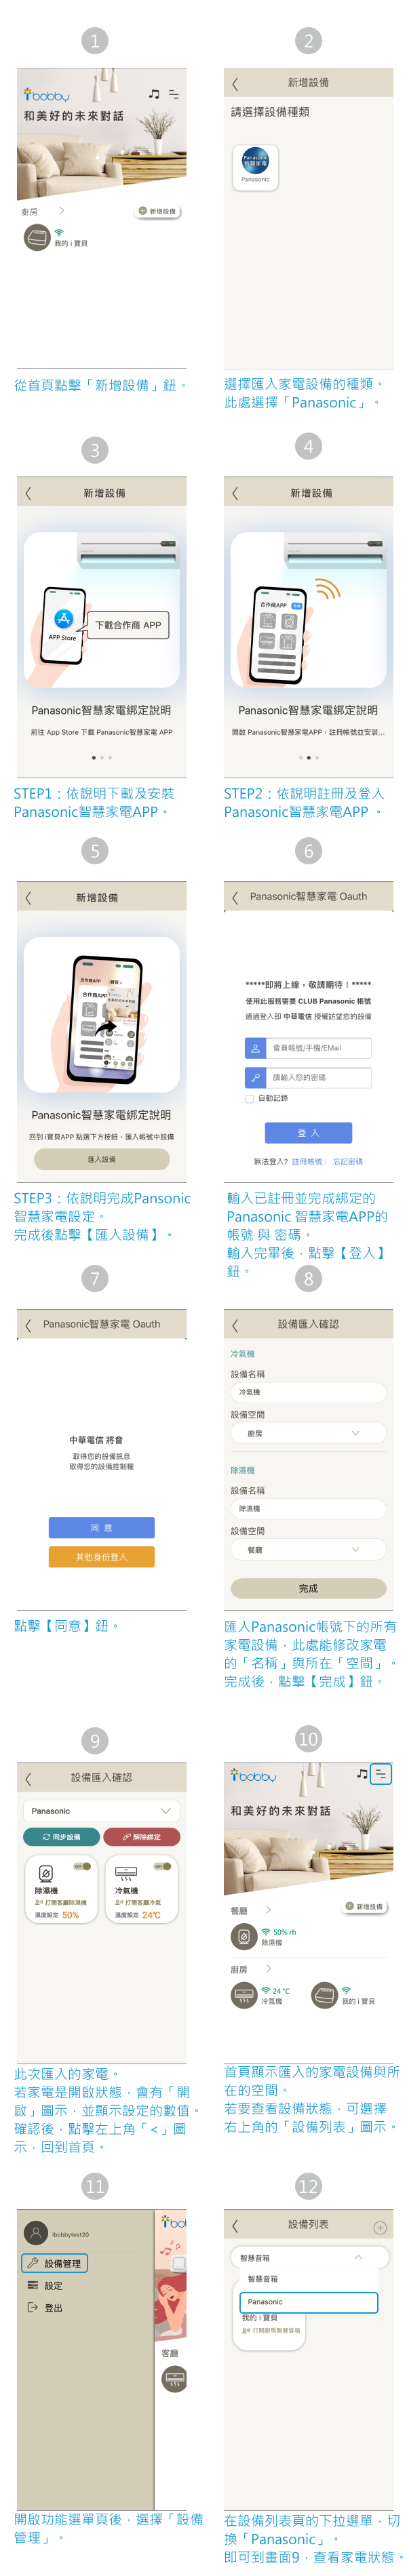 1
ibobby
和美好的未來對話
廚房
新增設備
我的 i 寶貝
從首頁點擊「新增設備」鈕。
2
新增設備
請選擇設備種類
Panasonic
智慧家電
Panasonic
選擇匯入家電設備的種類。
此處選擇「Panasonic」。
3
新增設備
App Store
下載合作商 APP
Panasonic智慧家電綁定說明
前往 App Store 下載 Panasonic智慧家電 APP
STEP1：依說明下載及安裝
Panasonic智慧家電APP。
4
新增設備
合作商APP
Panasonic智慧家電綁定說明
開啟 Panasonic智慧家電APP，註冊帳號並安裝...
STEP2：依說明註冊及登入
Panasonic智慧家電APP 。
5
新增設備
合作商APP
合作商APP
Panasonic智慧家電綁定說明
回到 i寶貝APP 點選下方按鈕，匯入帳號中設備
匯入設備
STEP3：依說明完成Pansonic
智慧家電設定。
完成後點擊【匯入設備】。
6
Panasonic智慧家電 Oauth
*****即將上線，敬請期待！*****
使用此服務需要 CLUB Panasonic 帳號
通過登入即 中華電信 授權訪望您的設備
會員帳號/手機/EMail
請輸入您的密碼
自動記錄
登 入
無法登入? 註冊帳號 / 忘記密碼
輸入已註冊並完成綁定的
Panasonic 智慧家電APP的
帳號 與 密碼。
輸入完畢後，點擊【登入】
鈕。
7
Panasonic智慧家電 Oauth
中華電信 將會
取得您的設備訊息
取得您的設備控制權
同 意
其他身份登入
點擊【同意】鈕。
8
設備匯入確認
冷氣機
設備名稱
冷氣機
設備空間
廚房
除濕機
設備名稱
除濕機
設備空間
餐廳
完成
匯入Panasonic帳號下的所有
家電設備，此處能修改家電
的「名稱」與所在「空間」。
完成後，點擊【完成】鈕。
9
設備匯入確認
Panasonic
同步設備
解除綁定
on
除濕機
打開客廳除濕機
濕度設定 50%
on
冷氣機
打開客廳冷氣
溫度設定 24℃
此次匯入的家電。
若家電是開啟狀態，會有「開
啟」圖示，並顯示設定的數值。
確認後，點擊左上角「<」圖
示，回到首頁。
10
ibobby
和美好的未來對話
餐廳
新增設備
50% rh
除濕機
廚房
24 °C
冷氣機
我的 i 寶貝
首頁顯示匯入的家電設備與所
在的空間。
若要查看設備狀態，可選擇
右上角的「設備列表」圖示。
11
ibobbytest20
設備管理
設定
登出
客廳
開啟功能選單頁後，選擇「設備
管理」。
12
設備列表
智慧音箱
智慧音箱
Panasonic
我的 i 寶貝
打開廚房智慧音箱
在設備列表頁的下拉選單，切
換「Panasonic」。
即可到畫面9，查看家電狀態。